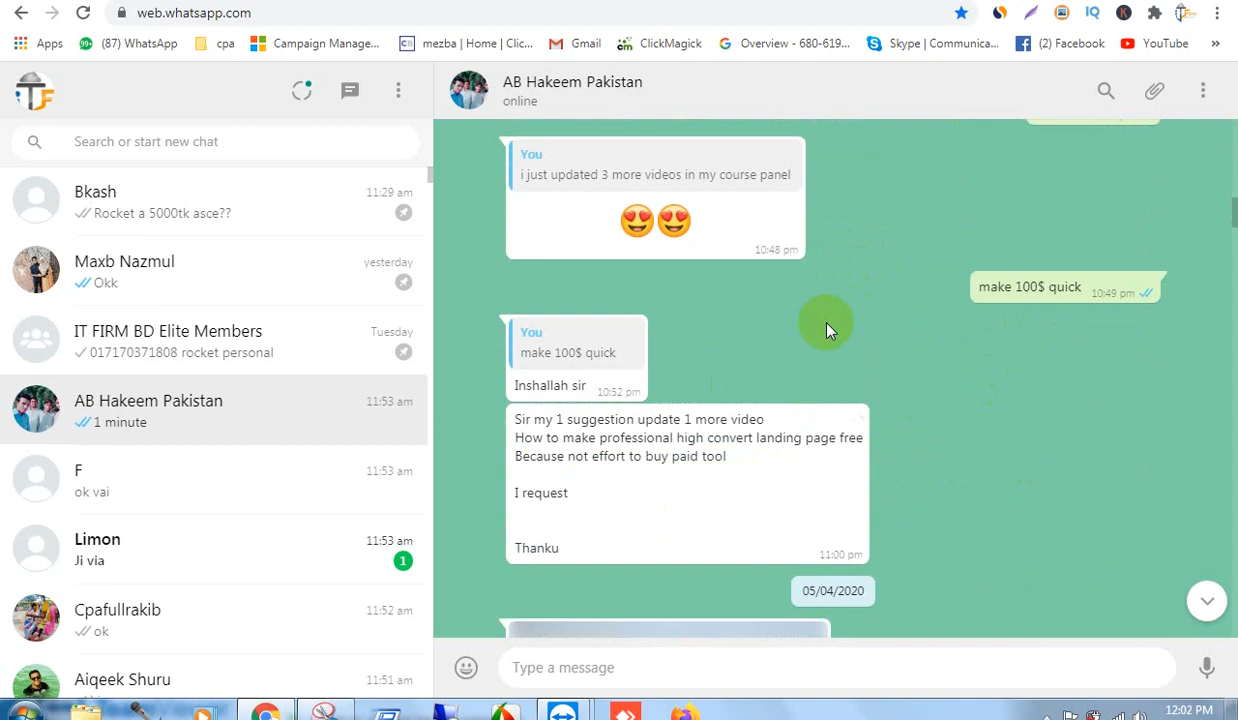 web.whatsapp.com
Apps
(87) WhatsApp
cpa
Campaign Manage...
mezba | Home | Clic...
Gmail
ClickMagick
Overview - 680-619...
Skype | Communica...
(2) Facebook
YouTube
»
TF
AB Hakeem Pakistan
online
Search or start new chat
Bkash
11:29 am
Rocket a 5000tk asce??
Maxb Nazmul
yesterday
Okk
IT FIRM BD Elite Members
Tuesday
017170371808 rocket personal
AB Hakeem Pakistan
11:53 am
1 minute
F
11:53 am
ok vai
Limon
11:53 am
Ji via
1
Cpafullrakib
11:52 am
ok
Aiqeek Shuru
11:51 am
You
i just updated 3 more videos in my course panel
10:48 pm
make 100$ quick
10:49 pm
You
make 100$ quick
Inshallah sir
10:52 pm
Sir my 1 suggestion update 1 more video
How to make professional high convert landing page free
Because not effort to buy paid tool
I request
Thanku
11:00 pm
05/04/2020
Type a message
12:02 PM